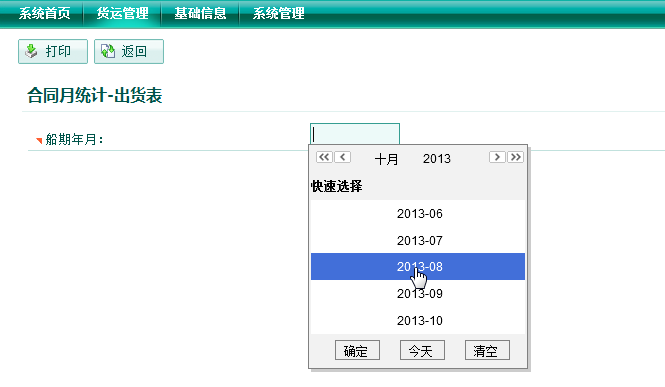 系统首页 货运管理 基础信息 系统管理
打印 返回
合同月统计-出货表
船期年月：
十月 2013
快速选择
2013-06
2013-07
2013-08
2013-09
2013-10
确定 今天 清空